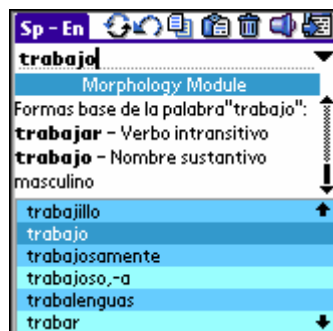 Sp - En
trabajo
Morphology Module
Formas base de la palabra"trabajo":
trabajar - Verbo intransitivo
trabajo - Nombre sustantivo
masculino
trabajillo
trabajo
trabajosamente
trabajoso,-a
trabalenguas
trabar